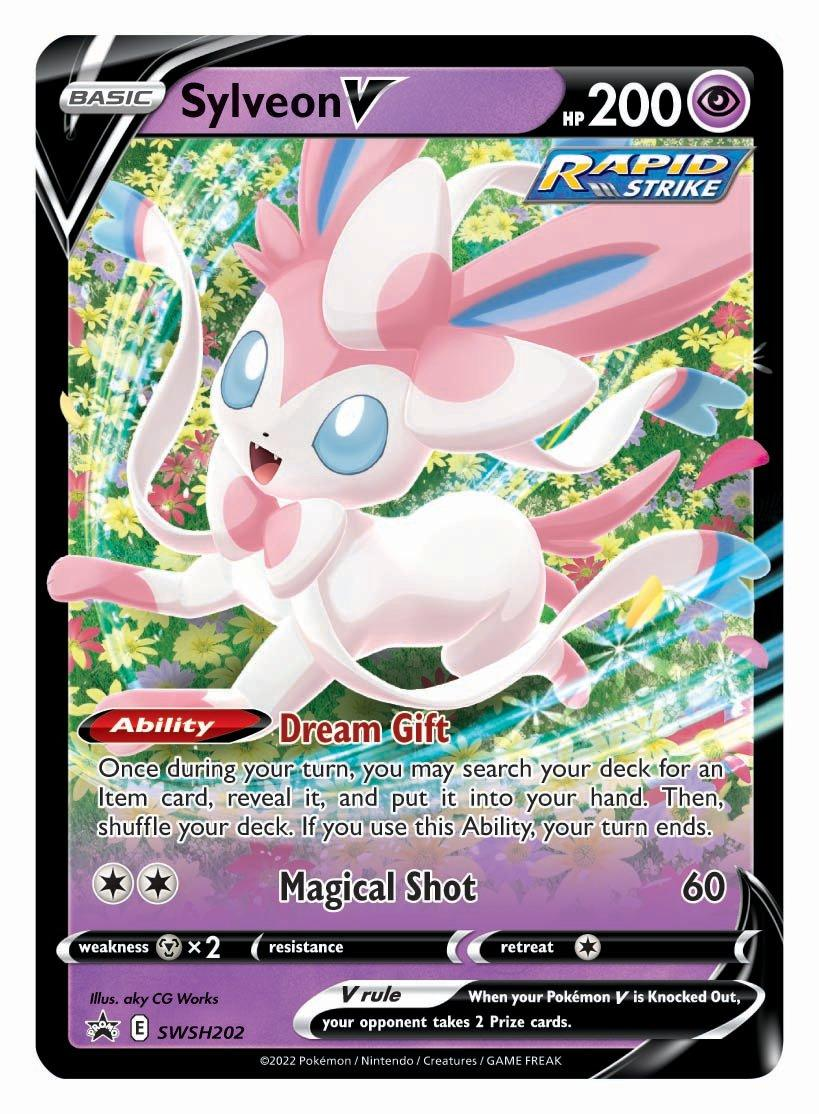 BASIC
Sylveon V
HP 200
RAPID
STRIKE
Ability Dream Gift
Once during your turn, you may search your deck for an
Item card, reveal it, and put it into your hand. Then,
shuffle your deck. If you use this Ability, your turn ends.
Magical Shot 60
weakness ×2 resistance retreat
Illus. aky CG Works
V rule When your Pokémon V is Knocked Out,
your opponent takes 2 Prize cards.
PROMO E SWSH202
©2022 Pokémon / Nintendo / Creatures / GAME FREAK